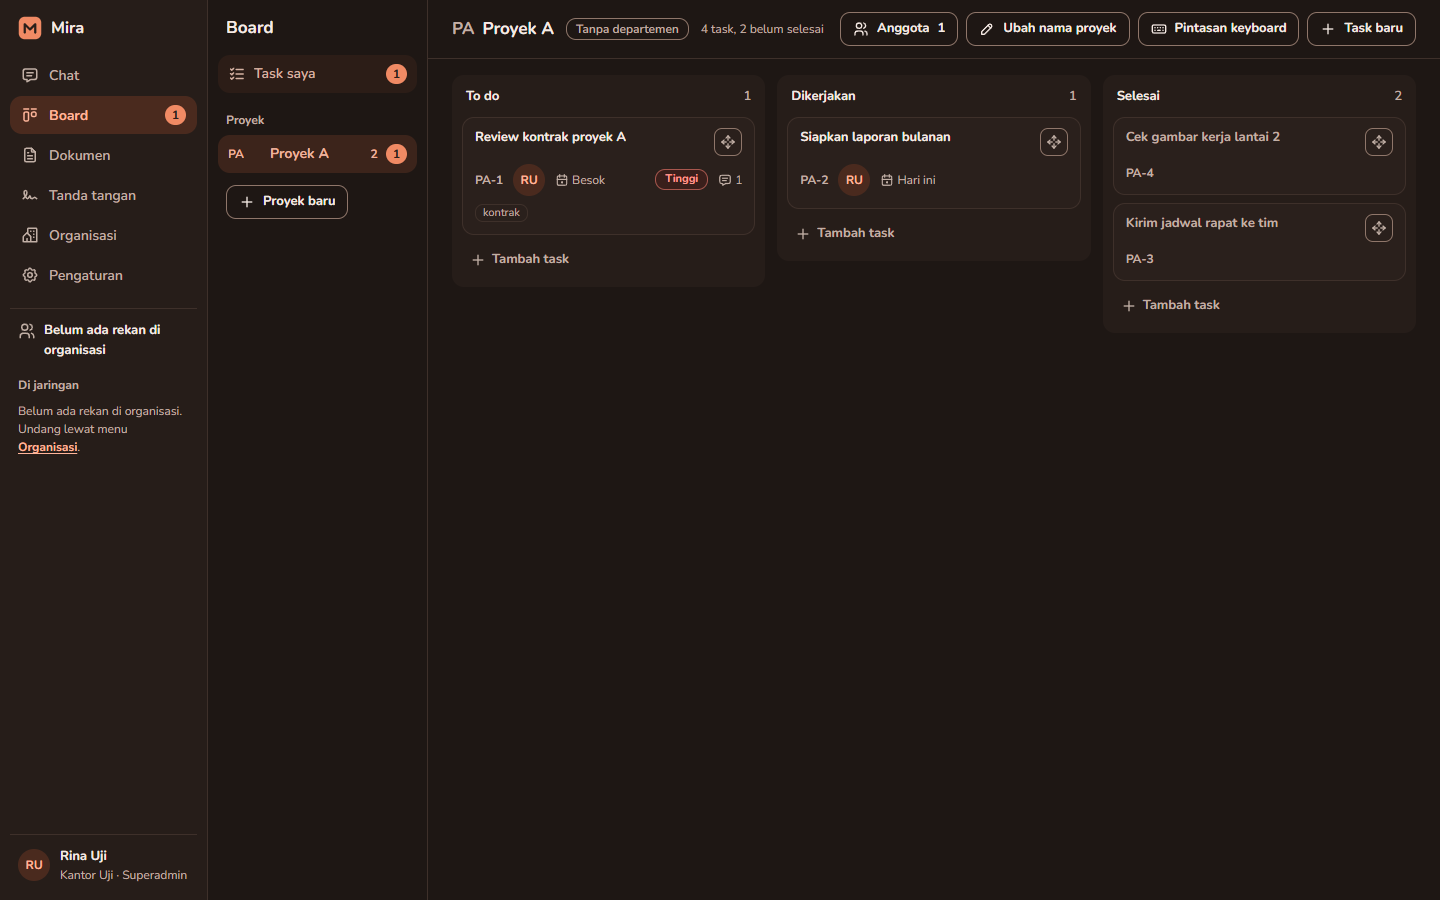 Mira
Chat
Board 1
Dokumen
Tanda tangan
Organisasi
Pengaturan
Belum ada rekan di
organisasi
Di jaringan
Belum ada rekan di organisasi.
Undang lewat menu
Organisasi.
RU
Rina Uji
Kantor Uji · Superadmin
Board
Task saya 1
Proyek
PA Proyek A 2 1
Proyek baru
PA Proyek A Tanpa departemen 4 task, 2 belum selesai Anggota 1 Ubah nama proyek Pintasan keyboard Task baru
To do 1
Review kontrak proyek A
PA-1 RU Besok Tinggi 1
kontrak
Tambah task
Dikerjakan 1
Siapkan laporan bulanan
PA-2 RU Hari ini
Tambah task
Selesai 2
Cek gambar kerja lantai 2
PA-4
Kirim jadwal rapat ke tim
PA-3
Tambah task